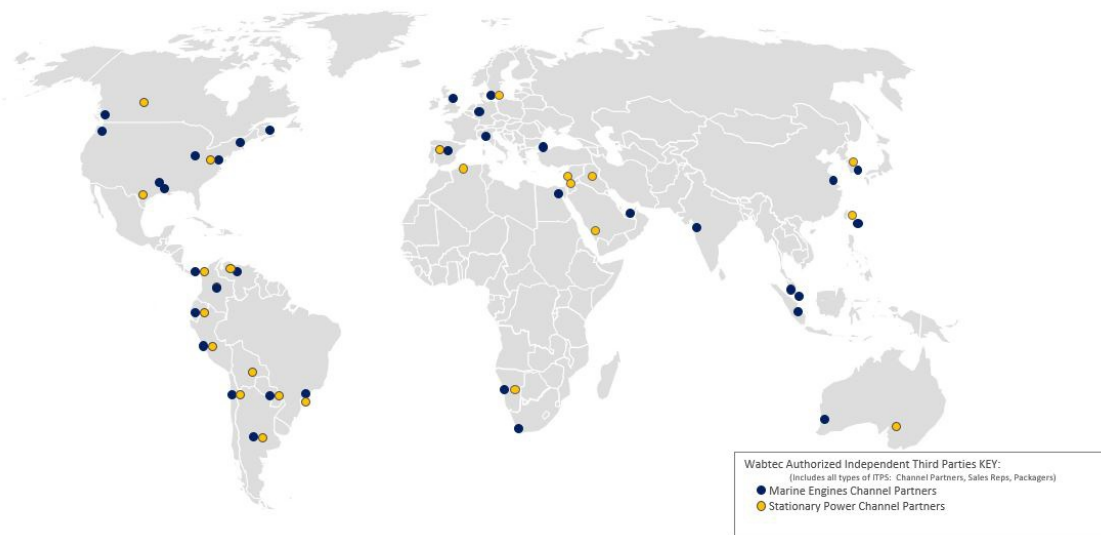 Wabtec Authorized Independent Third Parties KEY:
(Includes all types of ITPS: Channel Partners, Sales Reps, Packagers)
Marine Engines Channel Partners
Stationary Power Channel Partners